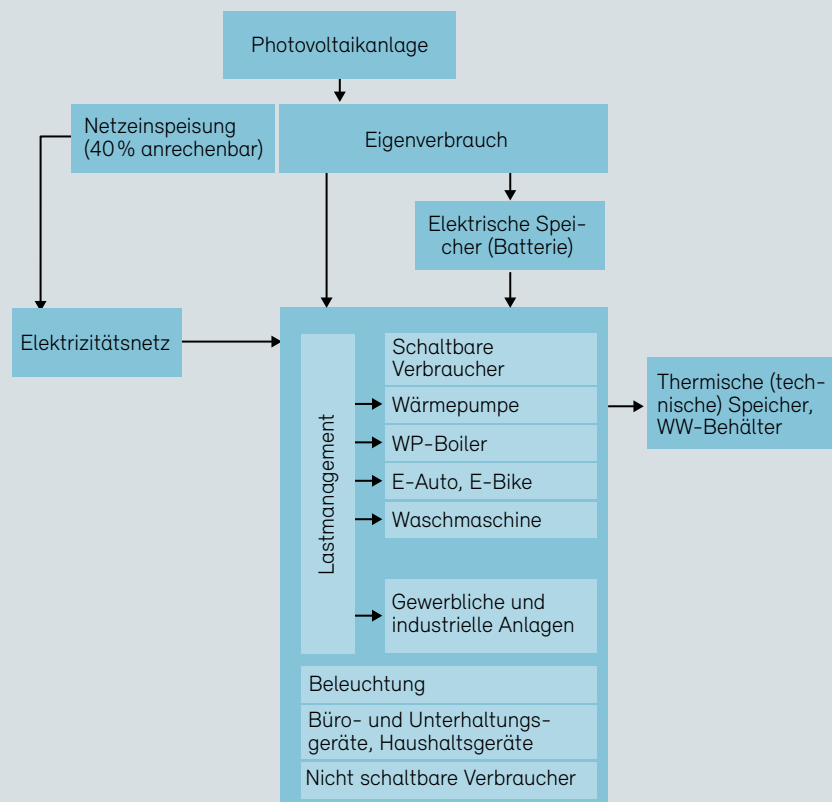 Photovoltaikanlage
Netzeinspeisung
(40 % anrechenbar)
Eigenverbrauch
Elektrische Spei-
cher (Batterie)
Elektrizitätsnetz
Lastmanagement
Schaltbare
Verbraucher
Wärmepumpe
WP-Boiler
E-Auto, E-Bike
Waschmaschine
Gewerbliche und
industrielle Anlagen
Thermische (tech-
nische) Speicher,
WW-Behälter
Beleuchtung
Büro- und Unterhaltungs-
geräte, Haushaltsgeräte
Nicht schaltbare Verbraucher